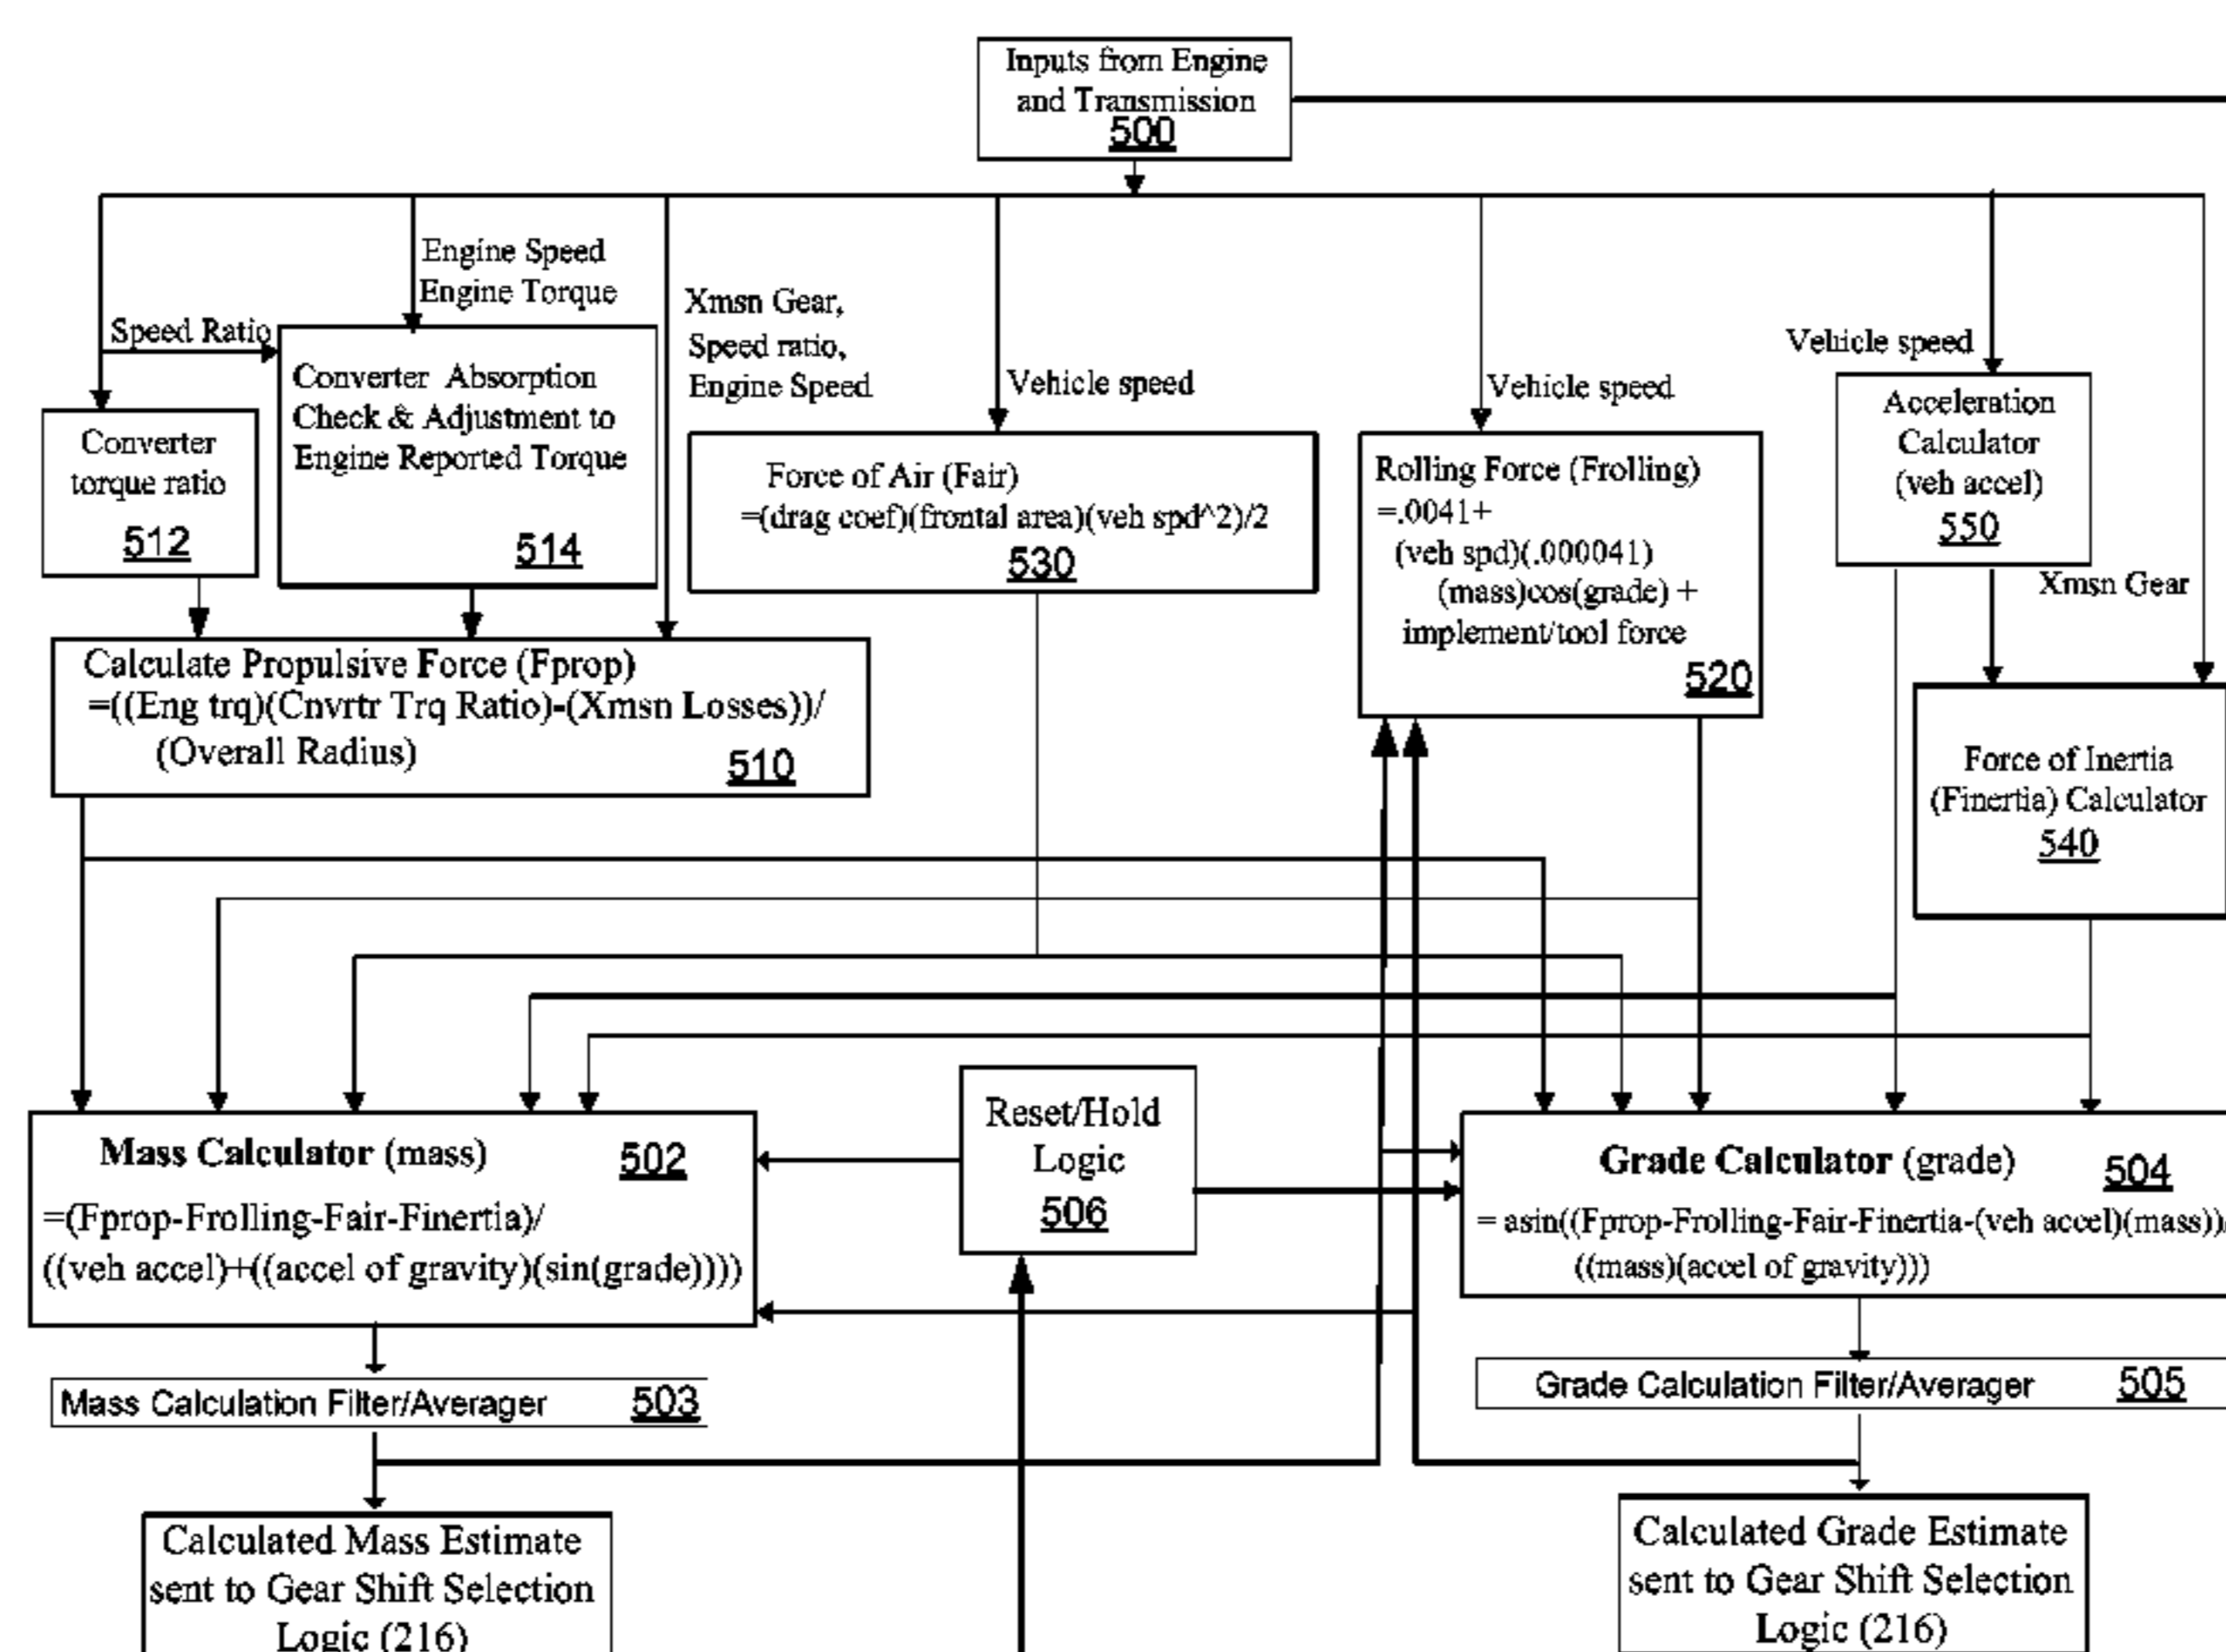 Inputs from Engine
and Transmission
500
Engine Speed
Engine Torque
Speed Ratio
Xmsn Gear,
Speed ratio,
Engine Speed
Vehicle speed
Vehicle speed
Vehicle speed
Converter
torque ratio
512
Converter Absorption
Check & Adjustment to
Engine Reported Torque
514
Force of Air (Fair)
=(drag coef)(frontal area)(veh spd^2)/2
530
Rolling Force (Frolling)
=.0041+
(veh spd)(.000041)
(mass)cos(grade) +
implement/tool force
520
Acceleration
Calculator
(veh accel)
550
Xmsn Gear
Calculate Propulsive Force (Fprop)
=((Eng trq)(Cnvrtr Trq Ratio)-(Xmsn Losses))/
(Overall Radius)
510
Force of Inertia
(Finertia) Calculator
540
Mass Calculator (mass) 502
=(Fprop-Frolling-Fair-Finertia)/
((veh accel)+((accel of gravity)(sin(grade))))
Reset/Hold
Logic
506
Grade Calculator (grade) 504
= asin((Fprop-Frolling-Fair-Finertia-(veh accel)(mass))/
((mass)(accel of gravity)))
Mass Calculation Filter/Averager 503
Grade Calculation Filter/Averager 505
Calculated Mass Estimate
sent to Gear Shift Selection
Logic (216)
Calculated Grade Estimate
sent to Gear Shift Selection
Logic (216)